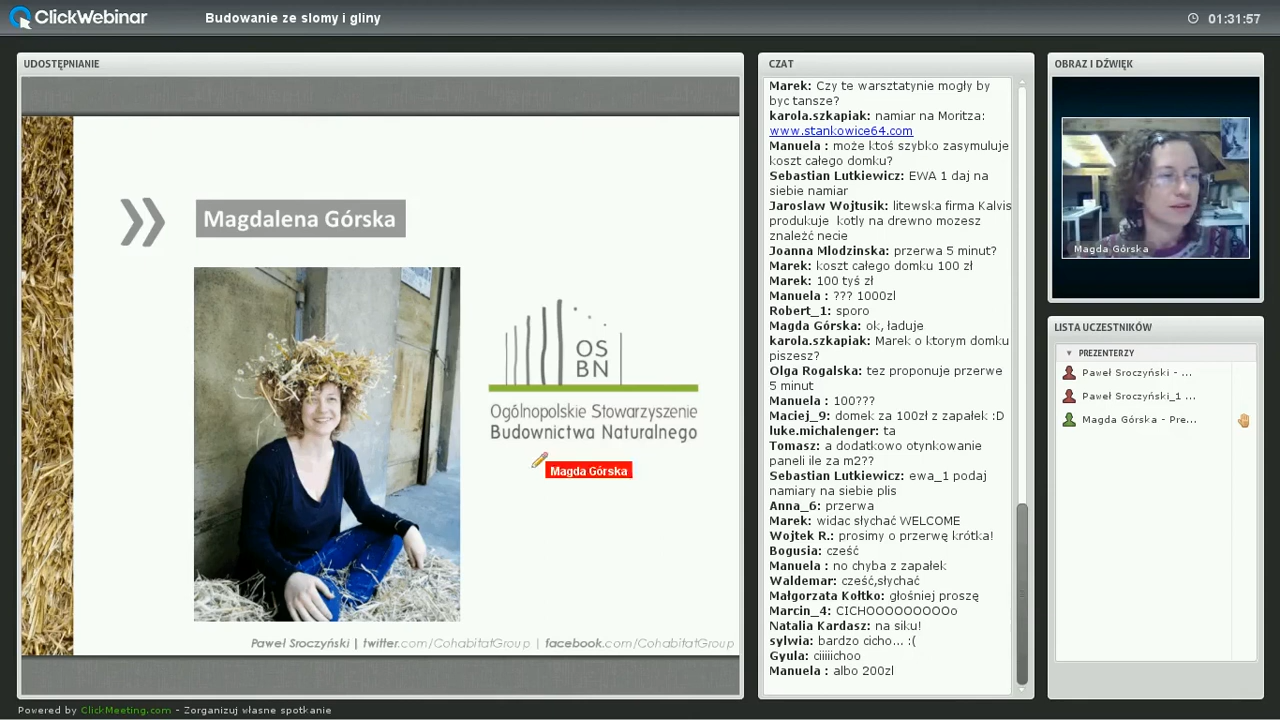 ClickWebinar
Budowanie ze slomy i gliny
01:31:57
UDOSTĘPNIANIE
Magdalena Górska
OS
BN
Ogólnopolskie Stowarzyszenie
Budownictwa Naturalnego
Magda Górska
Paweł Sroczyński | twitter.com/CohabitatGroup | facebook.com/CohabitatGroup
CZAT
Marek: Czy te warsztatynie mogły by
byc tansze?
karola.szkapiak: namiar na Moritza:
www.stankowice64.com
Manuela : może ktoś szybko zasymuluje
koszt całego domku?
Sebastian Lutkiewicz: EWA 1 daj na
siebie namiar
Jaroslaw Wojtusik: litewska firma Kalvis
produkuje kotly na drewno mozesz
znaleźć necie
Joanna Mlodzinska: przerwa 5 minut?
Marek: koszt całego domku 100 zł
Marek: 100 tyś zł
Manuela : ??? 1000zl
Robert_1: sporo
Magda Górska: ok, ładuje
karola.szkapiak: Marek o ktorym domku
piszesz?
Olga Rogalska: tez proponuje przerwe
5 minut
Manuela : 100???
Maciej_9: domek za 100zł z zapałek :D
luke.michalenger: ta
Tomasz: a dodatkowo otynkowanie
paneli ile za m2??
Sebastian Lutkiewicz: ewa_1 podaj
namiary na siebie plis
Anna_6: przerwa
Marek: widac słychać WELCOME
Wojtek R.: prosimy o przerwę krótka!
Bogusia: cześć
Manuela : no chyba z zapałek
Waldemar: cześć,słychać
Małgorzata Kołtko: głośniej proszę
Marcin_4: CICHOOOOOOOOo
Natalia Kardasz: na siku!
sylwia: bardzo cicho... :(
Gyula: ciiiiichoo
Manuela : albo 200zl
OBRAZ I DŹWIĘK
Magda Górska
LISTA UCZESTNIKÓW
PREZENTERZY
Paweł Sroczyński - ...
Paweł Sroczyński_1 ...
Magda Górska - Pre...
Powered by ClickMeeting.com - Zorganizuj własne spotkanie